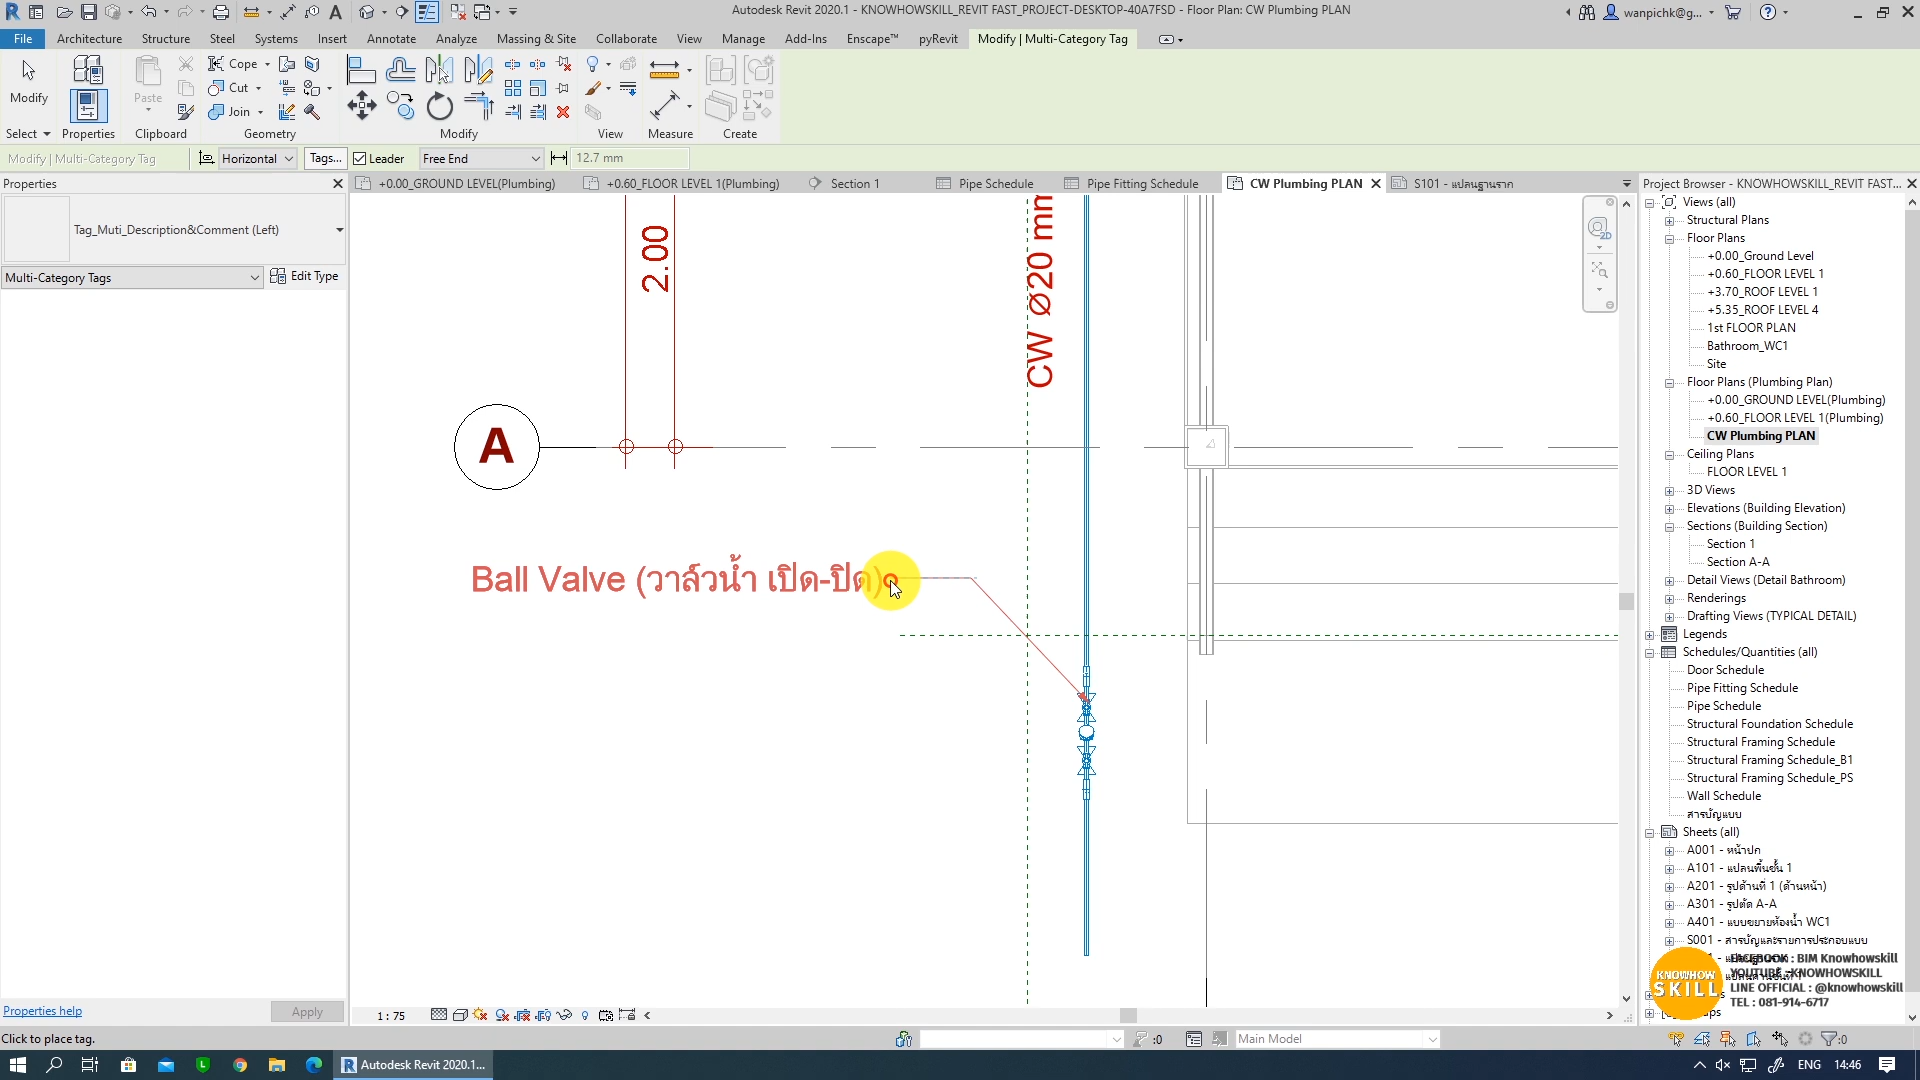 Autodesk Revit 2020.1 - KNOWHOWSKILL_REVIT FAST_PROJECT-DESKTOP-40A7FSD - Floor Plan: CW Plumbing PLAN
wanpichk@g...
File Architecture Structure Steel Systems Insert Annotate Analyze Massing & Site Collaborate View Manage Add-Ins Enscape™ pyRevit Modify | Multi-Category Tag
Modify Paste Cope Cut Join
Select Properties Clipboard Geometry Modify View Measure Create
Modify | Multi-Category Tag Horizontal Tags... Leader Free End 12.7 mm
Properties
+0.00_GROUND LEVEL(Plumbing) +0.60_FLOOR LEVEL 1(Plumbing) Section 1 Pipe Schedule Pipe Fitting Schedule CW Plumbing PLAN S101 - แปลนฐานราก
Tag_Muti_Description&Comment (Left)
Multi-Category Tags Edit Type
2.00
CW ⌀20 mm
A
Ball Valve (วาล์วน้ำ เปิด-ปิด)
2D
Project Browser - KNOWHOWSKILL_REVIT FAST...
Views (all)
Structural Plans
Floor Plans
+0.00_Ground Level
+0.60_FLOOR LEVEL 1
+3.70_ROOF LEVEL 1
+5.35_ROOF LEVEL 4
1st FLOOR PLAN
Bathroom_WC1
Site
Floor Plans (Plumbing Plan)
+0.00_GROUND LEVEL(Plumbing)
+0.60_FLOOR LEVEL 1(Plumbing)
CW Plumbing PLAN
Ceiling Plans
FLOOR LEVEL 1
3D Views
Elevations (Building Elevation)
Sections (Building Section)
Section 1
Section A-A
Detail Views (Detail Bathroom)
Renderings
Drafting Views (TYPICAL DETAIL)
Legends
Schedules/Quantities (all)
Door Schedule
Pipe Fitting Schedule
Pipe Schedule
Structural Foundation Schedule
Structural Framing Schedule
Structural Framing Schedule_B1
Structural Framing Schedule_PS
Wall Schedule
สารบัญแบบ
Sheets (all)
A001 - หน้าปก
A101 - แปลนพื้นชั้น 1
A201 - รูปด้านที่ 1 (ด้านหน้า)
A301 - รูปตัด A-A
A401 - แบบขยายห้องน้ำ WC1
S001 - สารบัญและรายการประกอบแบบ
KNOWHOW SKILL
FACEBOOK : BIM Knowhowskill
YOUTUBE : KNOWHOWSKILL
LINE OFFICIAL : @knowhowskill
TEL : 081-914-6717
Properties help Apply
1 : 75
Click to place tag. :0 Main Model :0
Autodesk Revit 2020.1... ENG 14:46